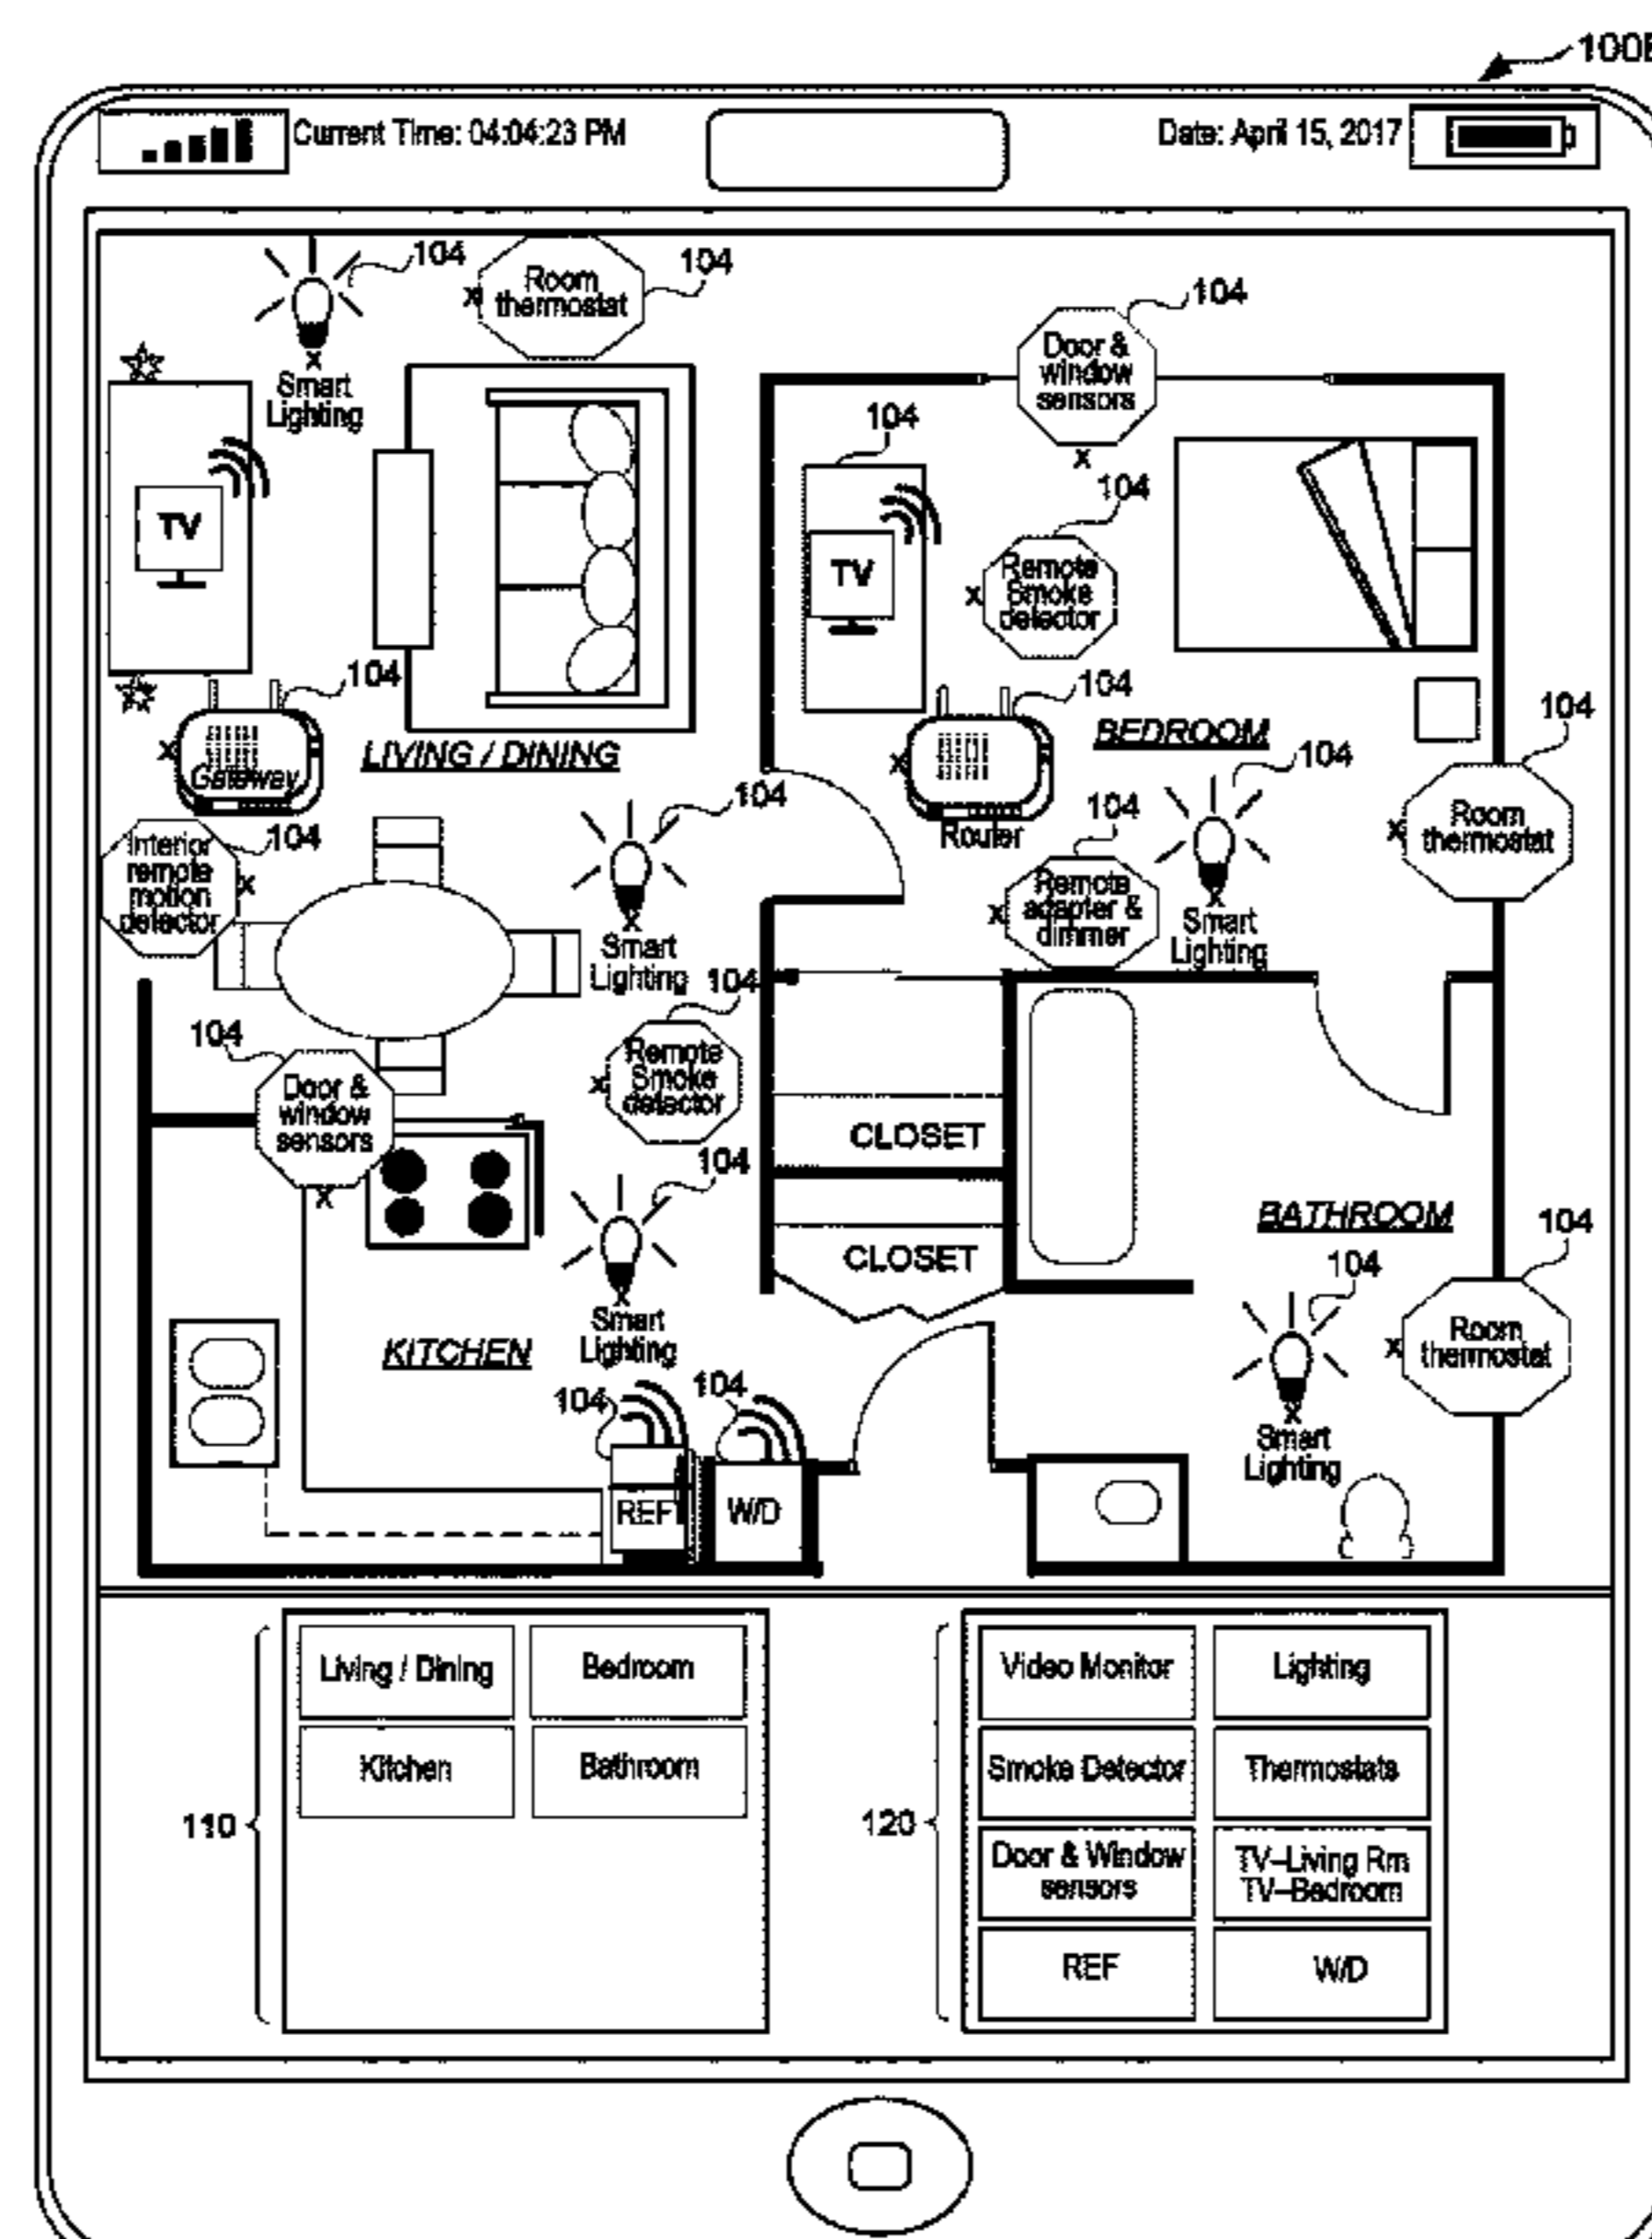 100B
Current Time: 04:04:23 PM
Date: April 15, 2017
104
Room
thermostat
104
Smart
Lighting
104
Door &
window
sensors
104
TV
104
TV
Remote
Smoke
detector
104
Gateway
104
LIVING / DINING
Router
104
BEDROOM
104
Room
thermostat
Interior
remote
motion
detector
104
104
Smart
Lighting
Remote
adapter &
dimmer
104
104
Smart
Lighting
104
Door &
window
sensors
104
Remote
Smoke
detector
CLOSET
104
Smart
Lighting
CLOSET
BATHROOM
104
Room
thermostat
KITCHEN
104
Smart
Lighting
104
REF
104
W/D
110
Living / Dining
Bedroom
Kitchen
Bathroom
120
Video Monitor
Lighting
Smoke Detector
Thermostats
Door & Window
sensors
TV–Living Rm
TV–Bedroom
REF
W/D